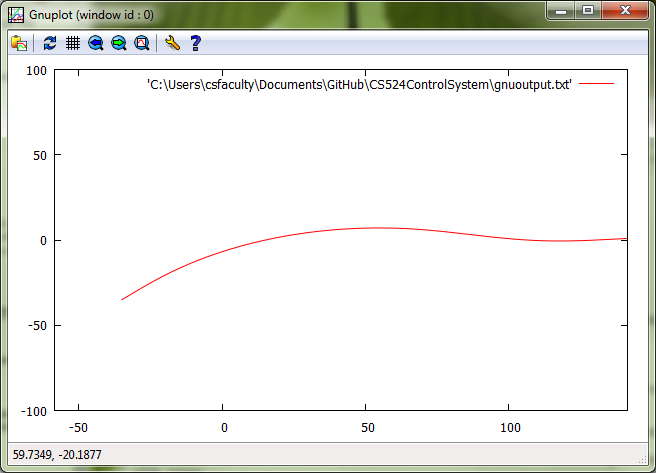 Gnuplot (window id : 0)
'C:\Users\csfaculty\Documents\GitHub\CS524ControlSystem\gnuoutput.txt'
100
50
0
-50
-100
-50 0 50 100
59.7349, -20.1877